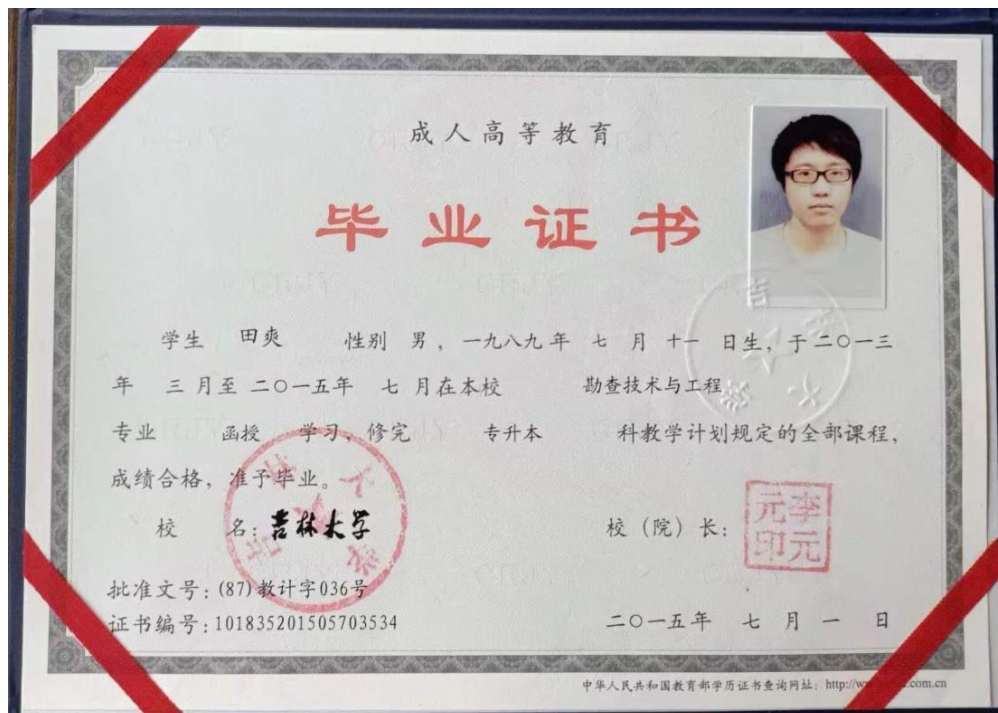 成人高等教育
毕业证书
学生 田爽 性别 男，一九八九年 七 月 十一 日生，于二〇一三
年 三 月至 二〇一五年 七 月在本校 勘查技术与工程
专业 函授 学习，修完 专升本 科教学计划规定的全部课程，
成绩合格，准予毕业。
校 名：吉林大学
校（院）长：
李元元印
吉林大学
批准文号：(87)教计字036号
证书编号：101835201505703534
二〇一五年 七 月 一 日
中华人民共和国教育部学历证书查询网址：http://w .com.cn